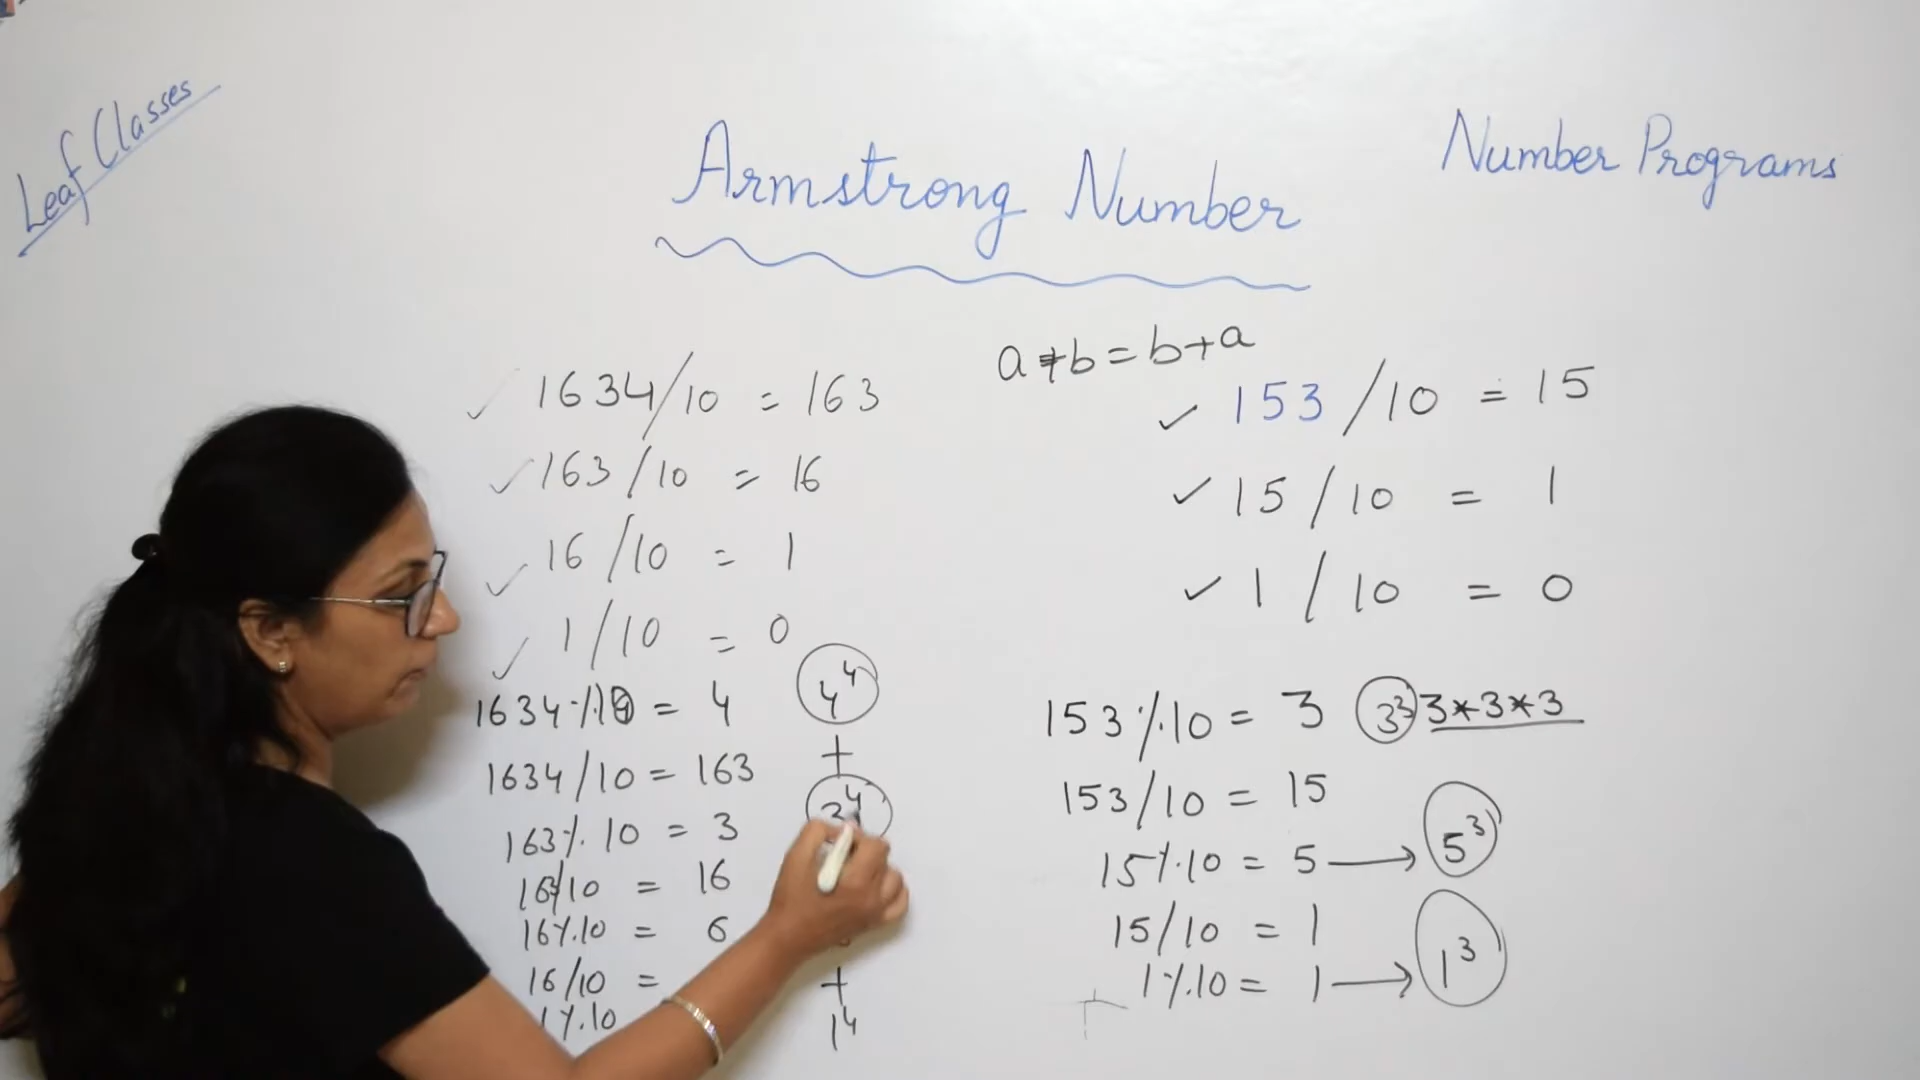 Leaf Classes
Armstrong Number
Number Programs
a+b=b+a
1634/10 = 163
163/10 = 16
16/10 = 1
1/10 = 0
1634%10 = 4 4⁴
+
1634/10 = 163
3⁴
163%10 = 3
163/10 = 16
16%10 = 6
16/10 = +
1%10 1⁴
153/10 = 15
15/10 = 1
1/10 = 0
153%10 = 3 3³ 3*3*3
153/10 = 15
15%10 = 5 → 5³
15/10 = 1
1%10 = 1 → 1³